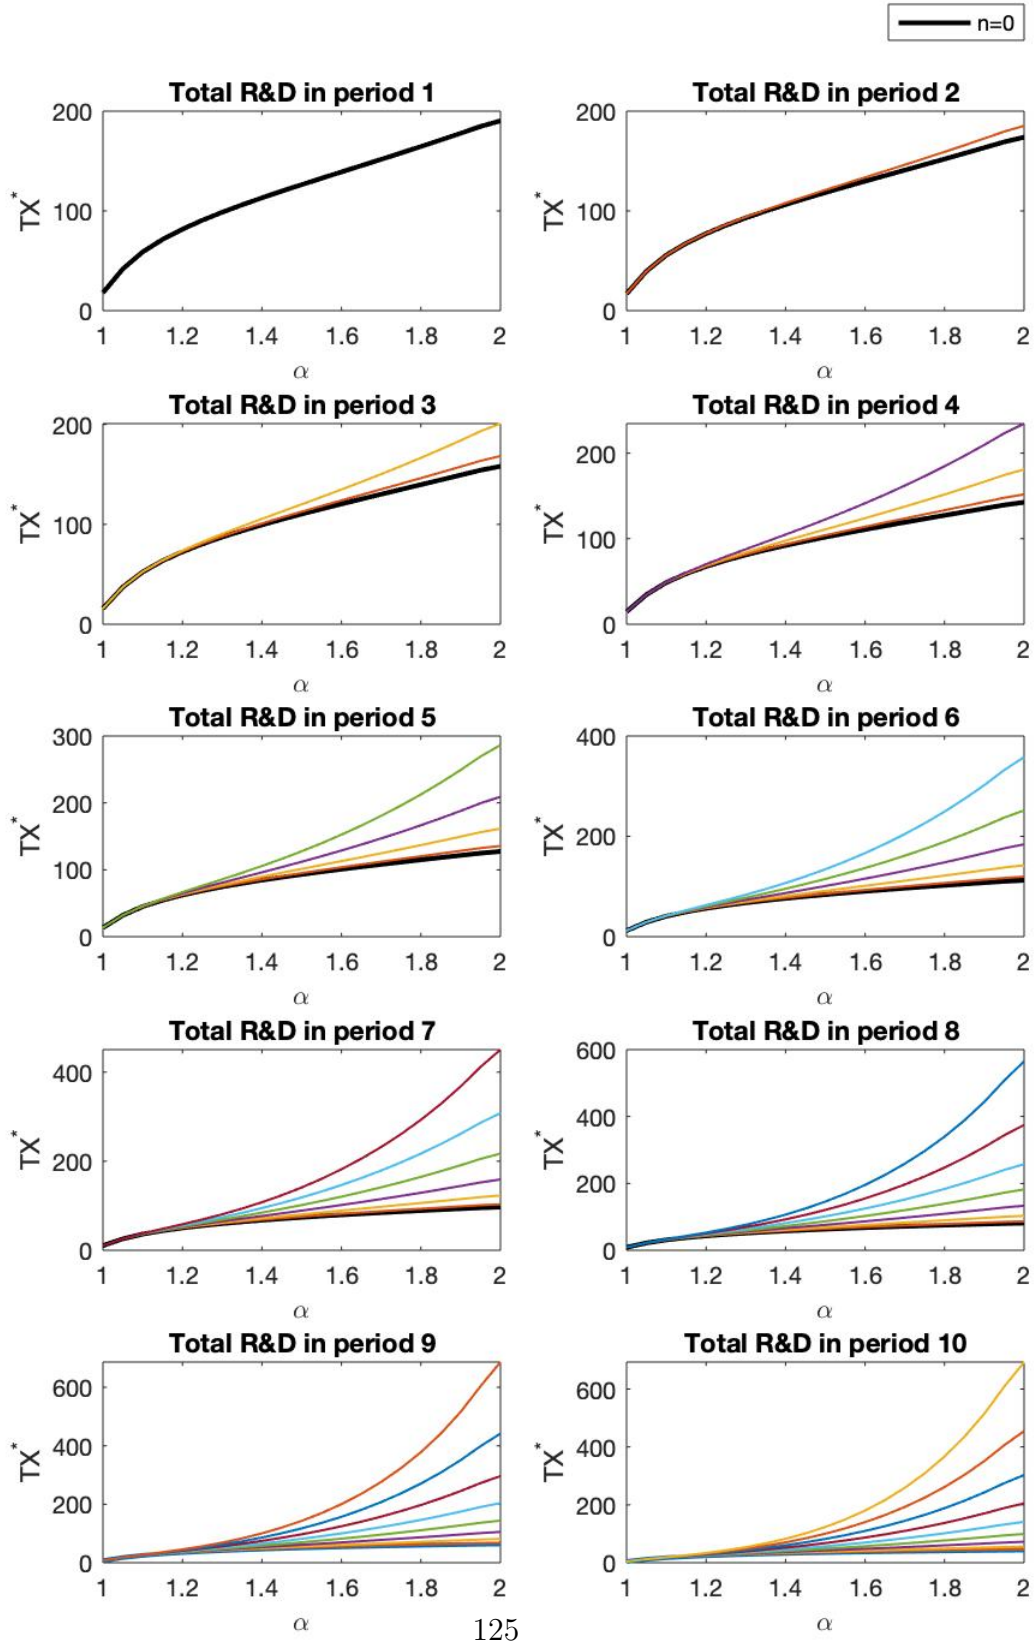 n=0
Total R&D in period 1
200
100
0
TX*
1 1.2 1.4 1.6 1.8 2
α
Total R&D in period 2
200
100
0
TX*
1 1.2 1.4 1.6 1.8 2
α
Total R&D in period 3
200
100
0
TX*
1 1.2 1.4 1.6 1.8 2
α
Total R&D in period 4
200
100
0
TX*
1 1.2 1.4 1.6 1.8 2
α
Total R&D in period 5
300
200
100
0
TX*
1 1.2 1.4 1.6 1.8 2
α
Total R&D in period 6
400
200
0
TX*
1 1.2 1.4 1.6 1.8 2
α
Total R&D in period 7
400
200
0
TX*
1 1.2 1.4 1.6 1.8 2
α
Total R&D in period 8
600
400
200
0
TX*
1 1.2 1.4 1.6 1.8 2
α
Total R&D in period 9
600
400
200
0
TX*
1 1.2 1.4 1.6 1.8 2
α
Total R&D in period 10
600
400
200
0
TX*
1 1.2 1.4 1.6 1.8 2
α
125